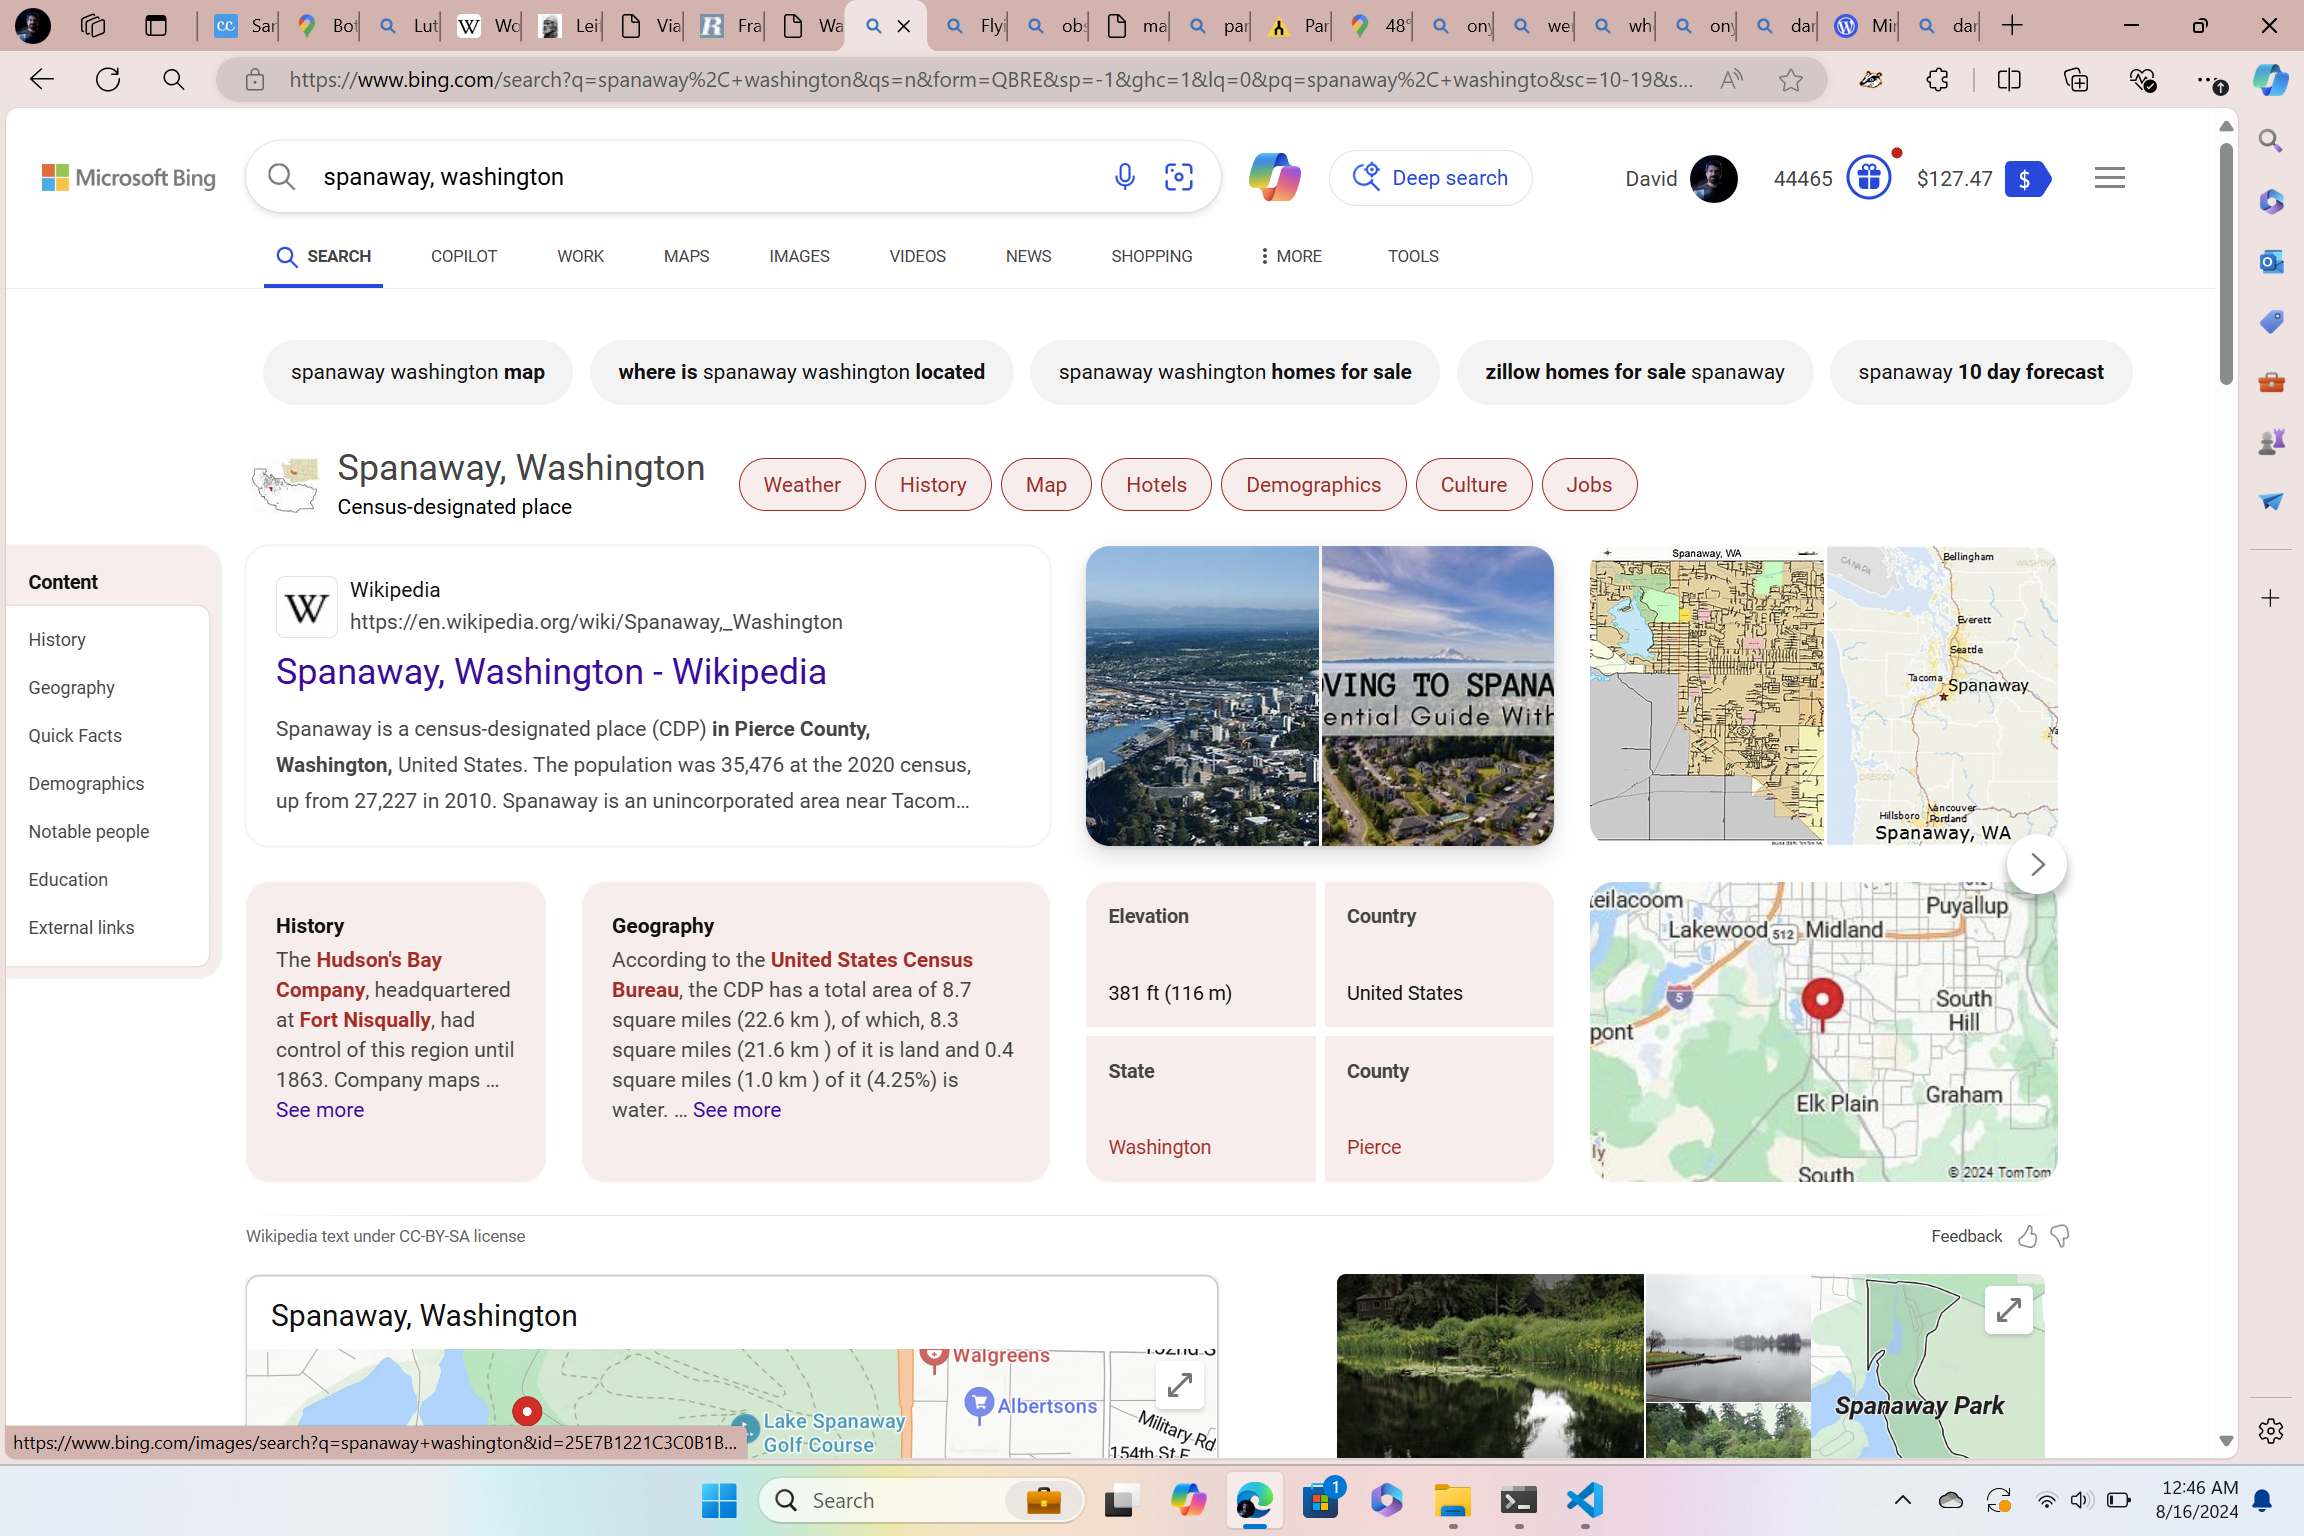 Sar
Bot
Lut
Wo
Lei
Via
Fra
Wa
Flyi
obs
ma
par
Par
48°
ony
we
wh
ony
dar
Mir
dar
https://www.bing.com/search?q=spanaway%2C+washington&qs=n&form=QBRE&sp=-1&ghc=1&lq=0&pq=spanaway%2C+washingto&sc=10-19&s...
Microsoft Bing
spanaway, washington
Deep search
David
44465
$127.47
$
SEARCH
COPILOT
WORK
MAPS
IMAGES
VIDEOS
NEWS
SHOPPING
MORE
TOOLS
spanaway washington map
where is spanaway washington located
spanaway washington homes for sale
zillow homes for sale spanaway
spanaway 10 day forecast
Spanaway, Washington
Census-designated place
Weather
History
Map
Hotels
Demographics
Culture
Jobs
Content
History
Geography
Quick Facts
Demographics
Notable people
Education
External links
W
Wikipedia
https://en.wikipedia.org/wiki/Spanaway,_Washington
Spanaway, Washington - Wikipedia
Spanaway is a census-designated place (CDP) in Pierce County,
Washington, United States. The population was 35,476 at the 2020 census,
up from 27,227 in 2010. Spanaway is an unincorporated area near Tacom…
VING TO SPANA
ential Guide With
Spanaway, WA
Bellingham
CANADA
Everett
Seattle
Tacoma
Spanaway
OREGON
Vancouver
Hillsboro Portland
Spanaway, WA
History
The Hudson's Bay
Company, headquartered
at Fort Nisqually, had
control of this region until
1863. Company maps …
See more
Geography
According to the United States Census
Bureau, the CDP has a total area of 8.7
square miles (22.6 km ), of which, 8.3
square miles (21.6 km ) of it is land and 0.4
square miles (1.0 km ) of it (4.25%) is
water. … See more
Elevation
381 ft (116 m)
Country
United States
State
Washington
County
Pierce
eilacoom
Puyallup
Lakewood 512 Midland
5
South
Hill
pont
Graham
Elk Plain
ly
South
© 2024 TomTom
Wikipedia text under CC-BY-SA license
Feedback
Spanaway, Washington
Walgreens
152nd S
Albertsons
Military Rd
Lake Spanaway
Golf Course
154th St E
Spanaway Park
https://www.bing.com/images/search?q=spanaway+washington&id=25E7B1221C3C0B1B...
Search
1
12:46 AM
8/16/2024